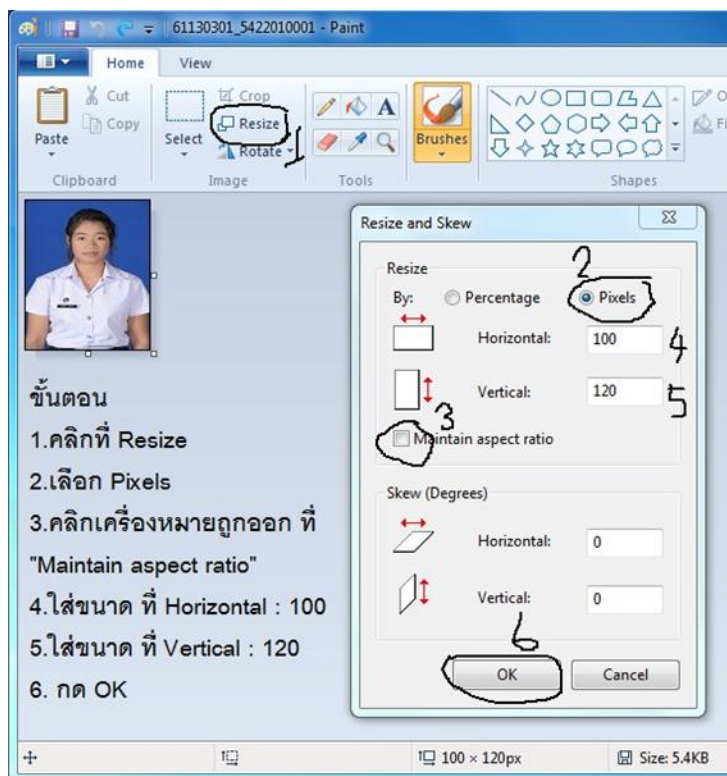 61130301_5422010001 - Paint
Home View
Paste
Cut
Copy
Clipboard
Select
Crop
Resize
Rotate
1
Image
A
Tools
Brushes
Shapes
Resize and Skew
Resize
2
By: Percentage Pixels
Horizontal: 100 4
Vertical: 120 5
3
Maintain aspect ratio
Skew (Degrees)
Horizontal: 0
Vertical: 0
6
OK Cancel
ขั้นตอน
1.คลิกที่ Resize
2.เลือก Pixels
3.คลิกเครื่องหมายถูกออก ที่
"Maintain aspect ratio"
4.ใส่ขนาด ที่ Horizontal : 100
5.ใส่ขนาด ที่ Vertical : 120
6. กด OK
100 × 120px Size: 5.4KB